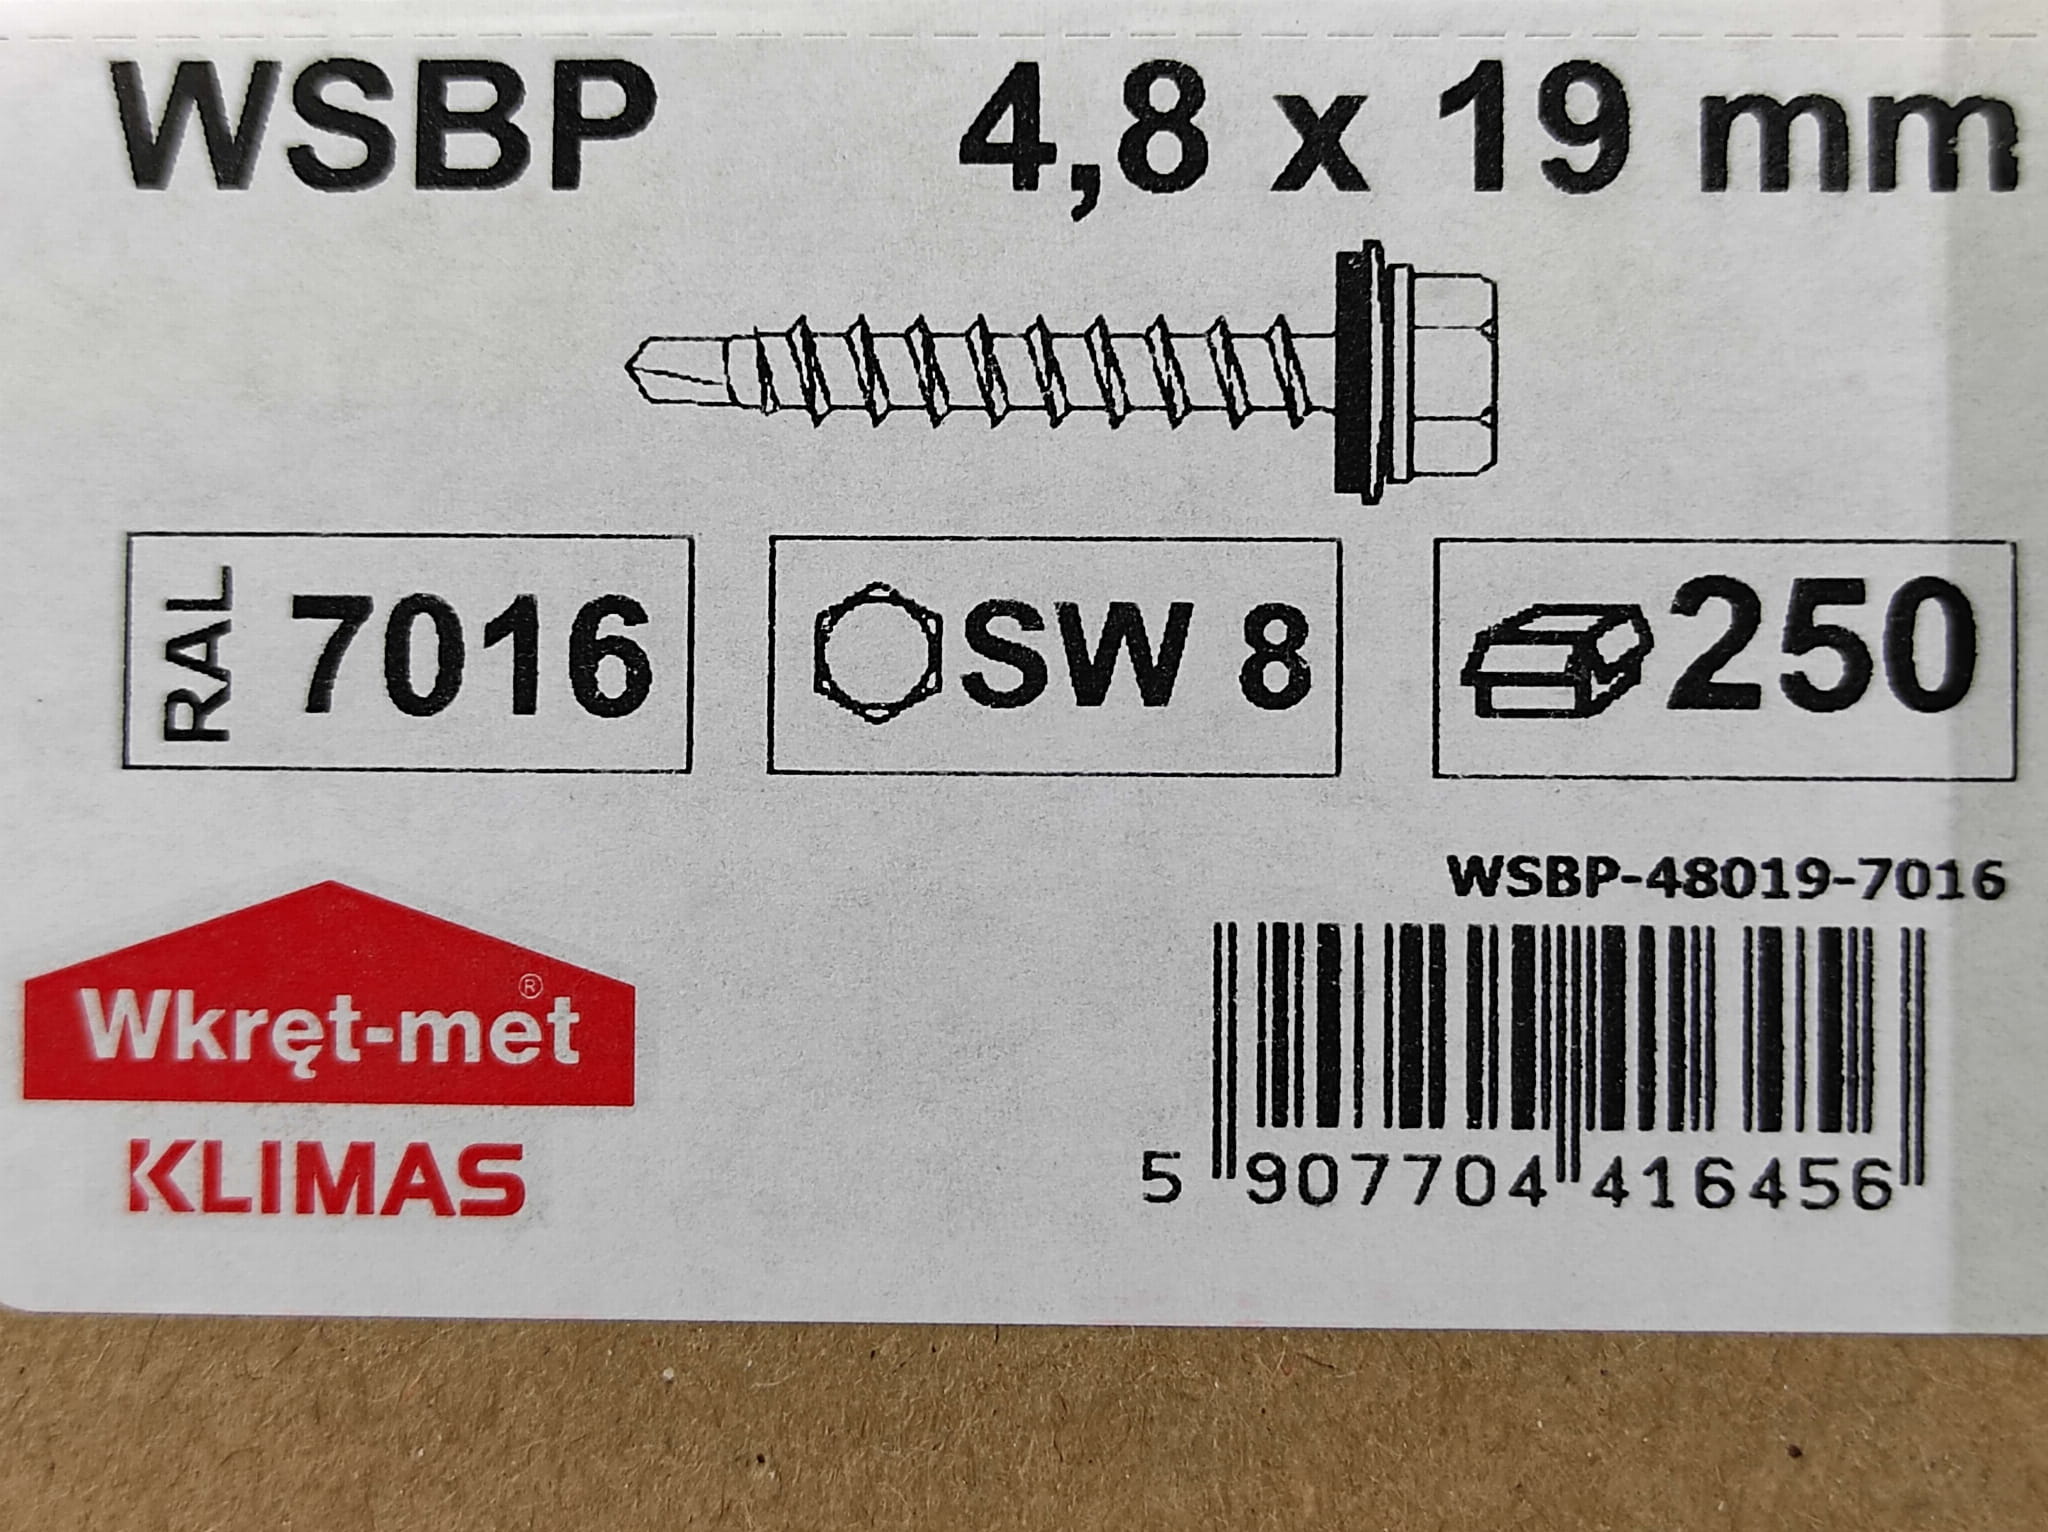 WSBP 4,8 x 19 mm
RAL 7016
SW 8
250
WSBP-48019-7016
Wkręt-met®
KLIMAS
5 907704 416456